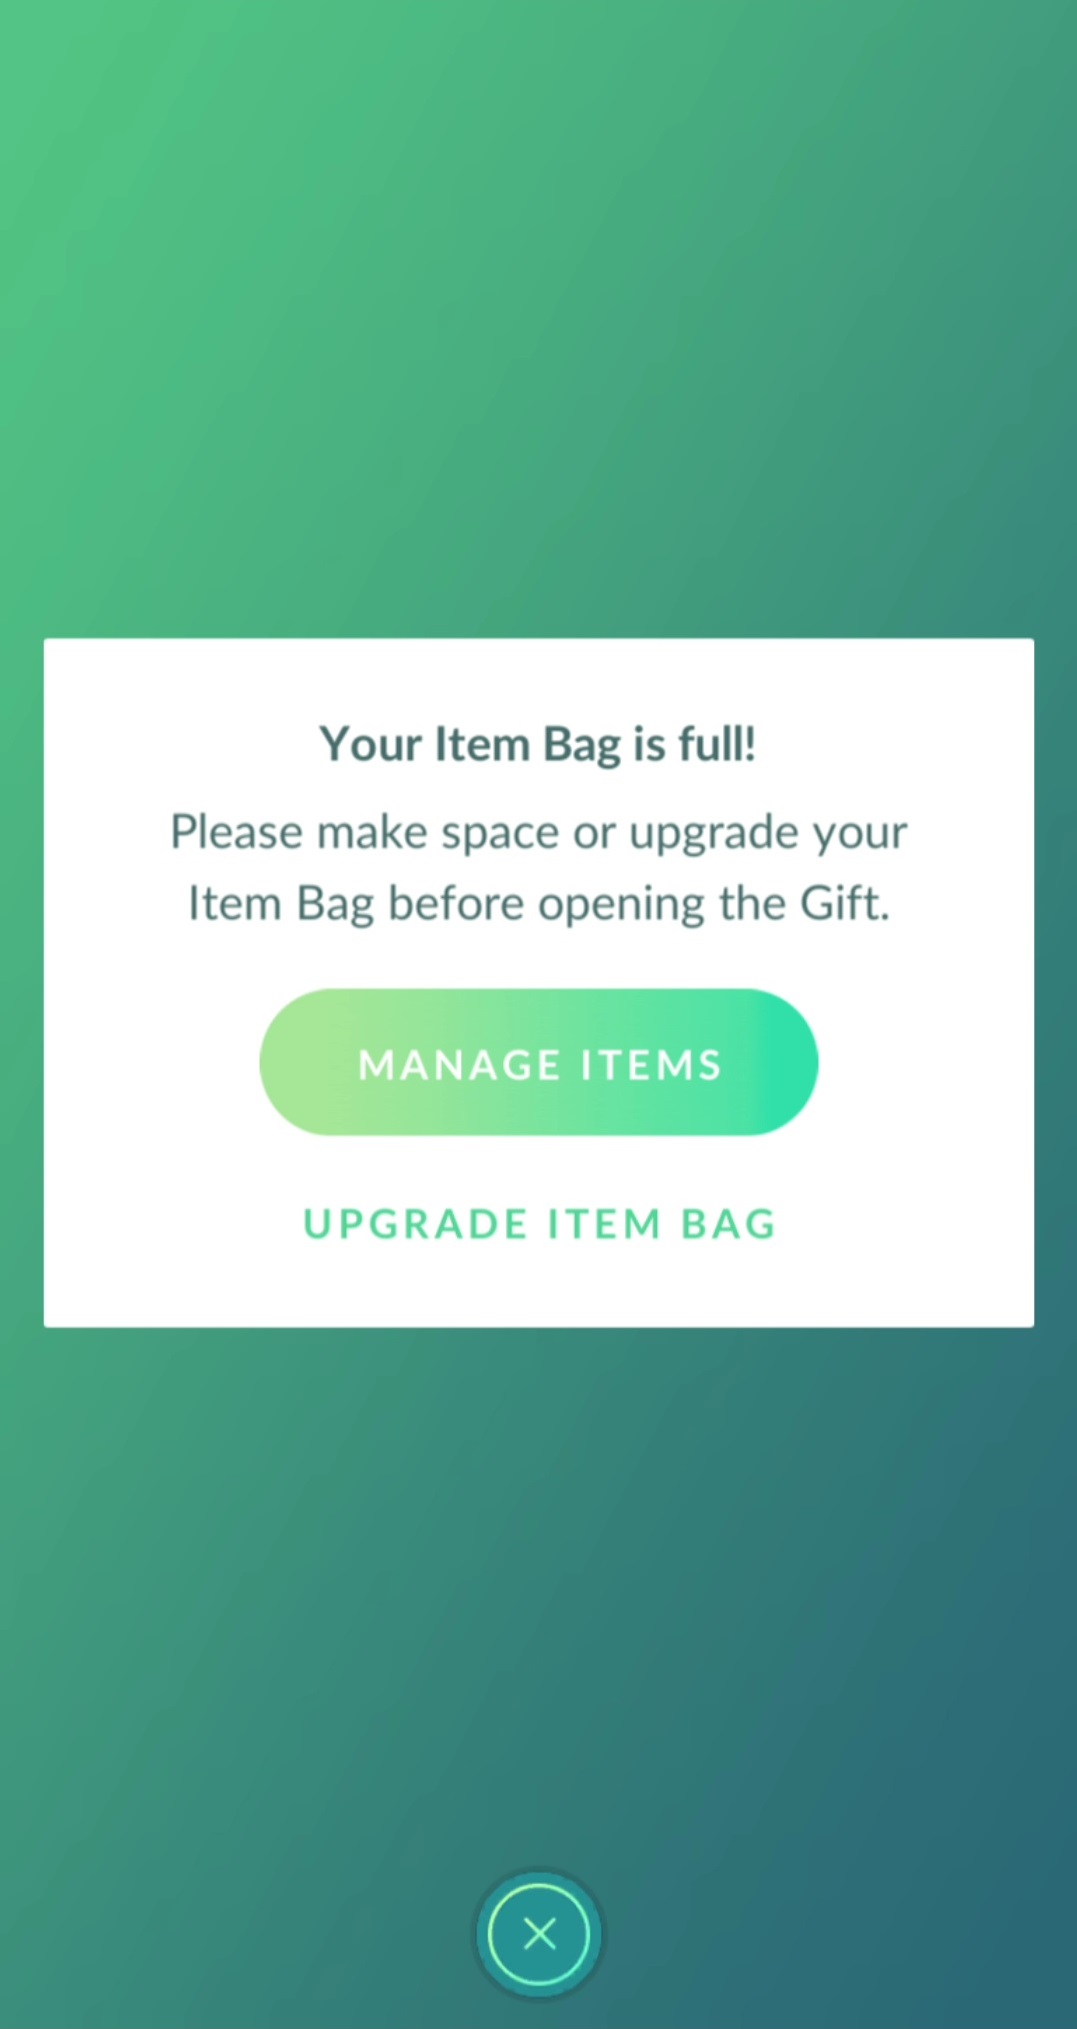 Your Item Bag is full!
Please make space or upgrade your
Item Bag before opening the Gift.
MANAGE ITEMS
UPGRADE ITEM BAG